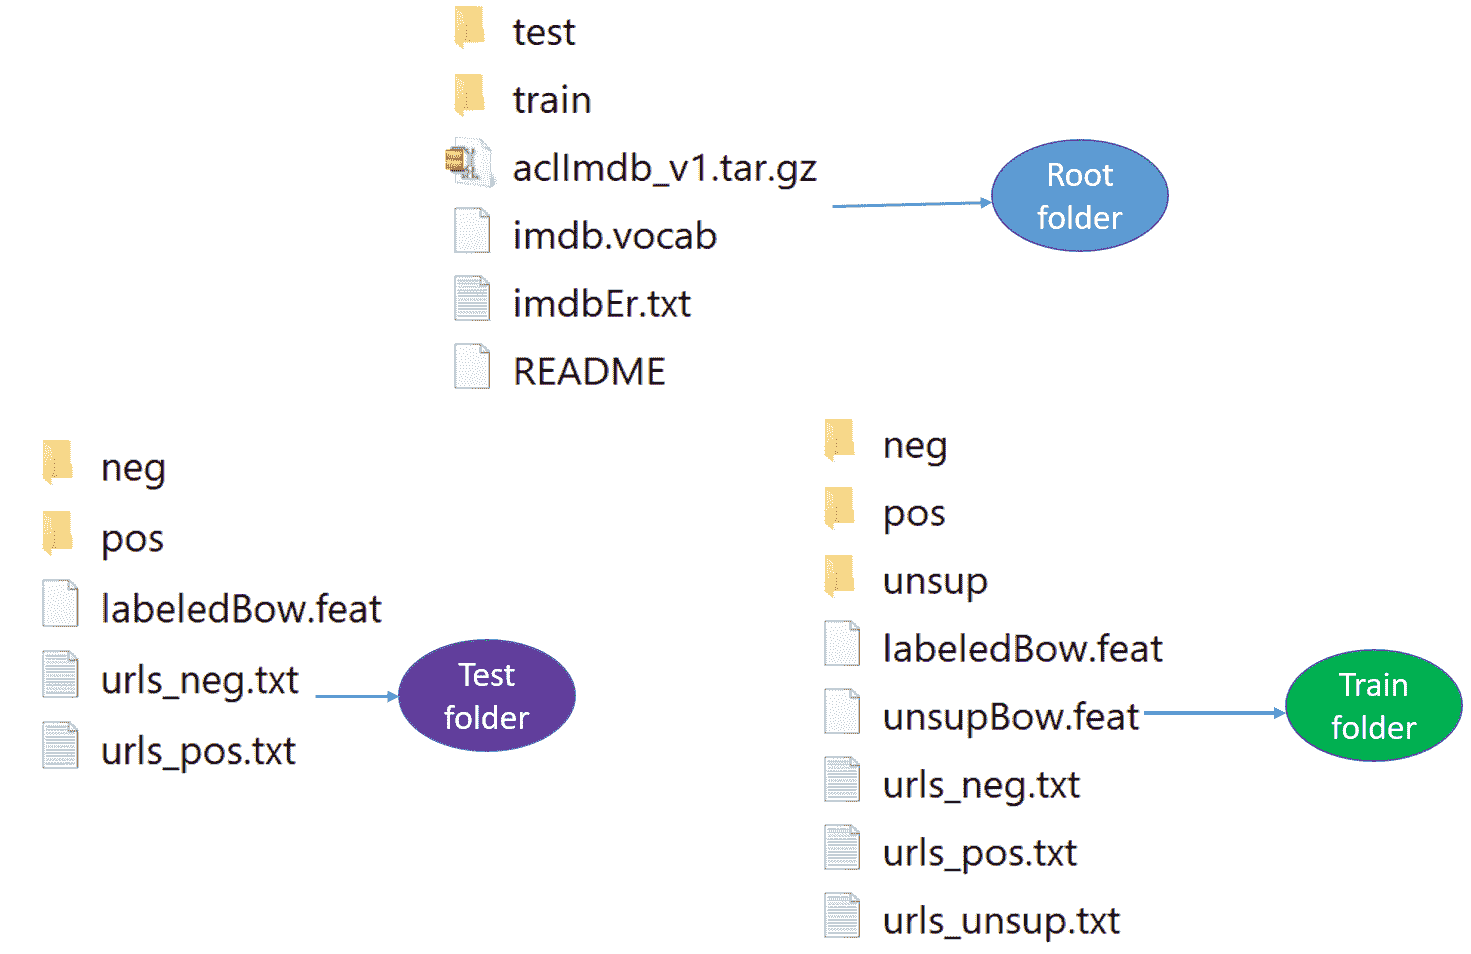 test
train
aclImdb_v1.tar.gz
imdb.vocab
imdbEr.txt
README
Root
folder
neg
pos
labeledBow.feat
urls_neg.txt
urls_pos.txt
Test
folder
neg
pos
unsup
labeledBow.feat
unsupBow.feat
urls_neg.txt
urls_pos.txt
urls_unsup.txt
Train
folder